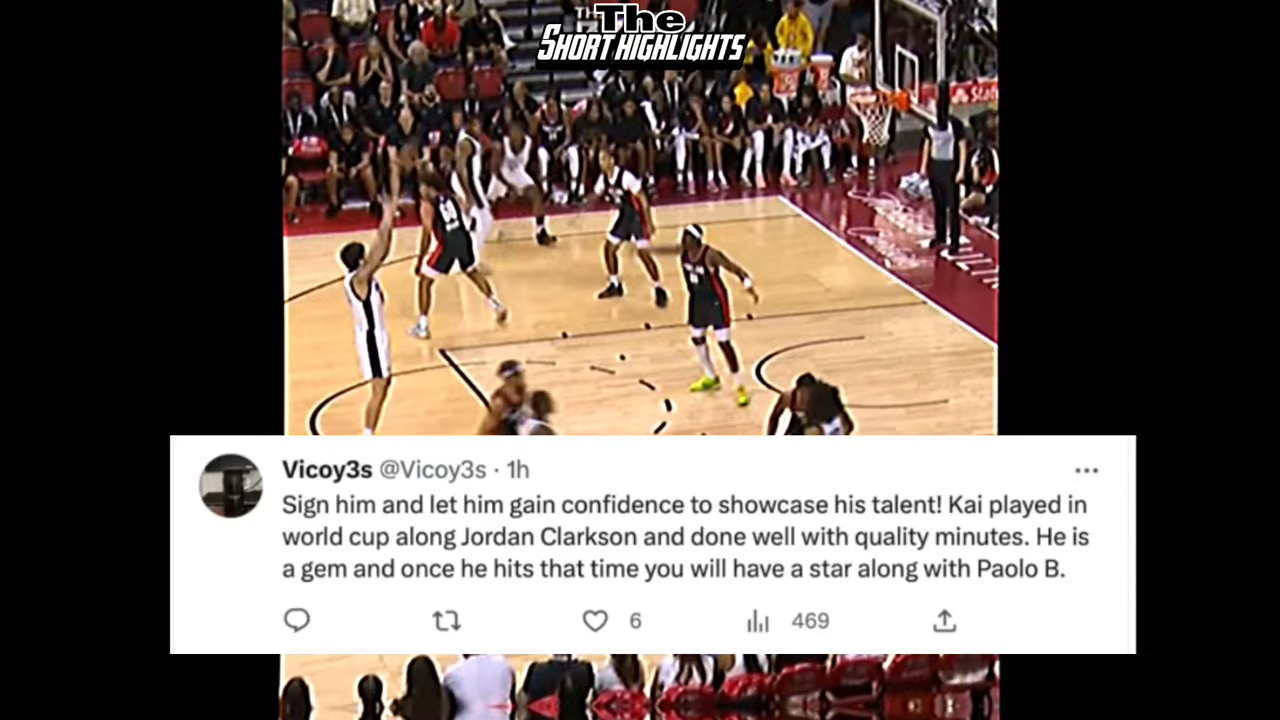 The
SHORT HIGHLIGHTS
Vicoy3s @Vicoy3s · 1h
Sign him and let him gain confidence to showcase his talent! Kai played in
world cup along Jordan Clarkson and done well with quality minutes. He is
a gem and once he hits that time you will have a star along with Paolo B.
6 469